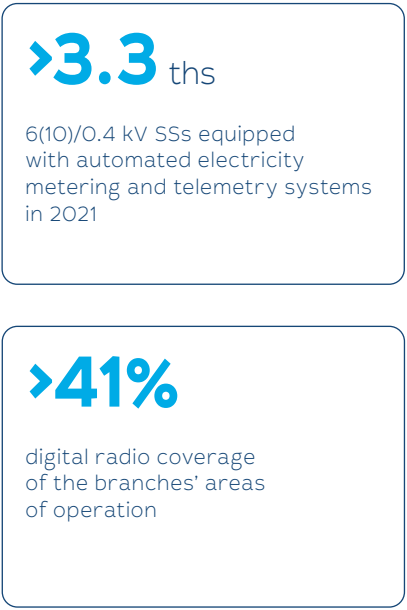 >3.3 ths
6(10)/0.4 kV SSs equipped
with automated electricity
metering and telemetry systems
in 2021
>41%
digital radio coverage
of the branches’ areas
of operation